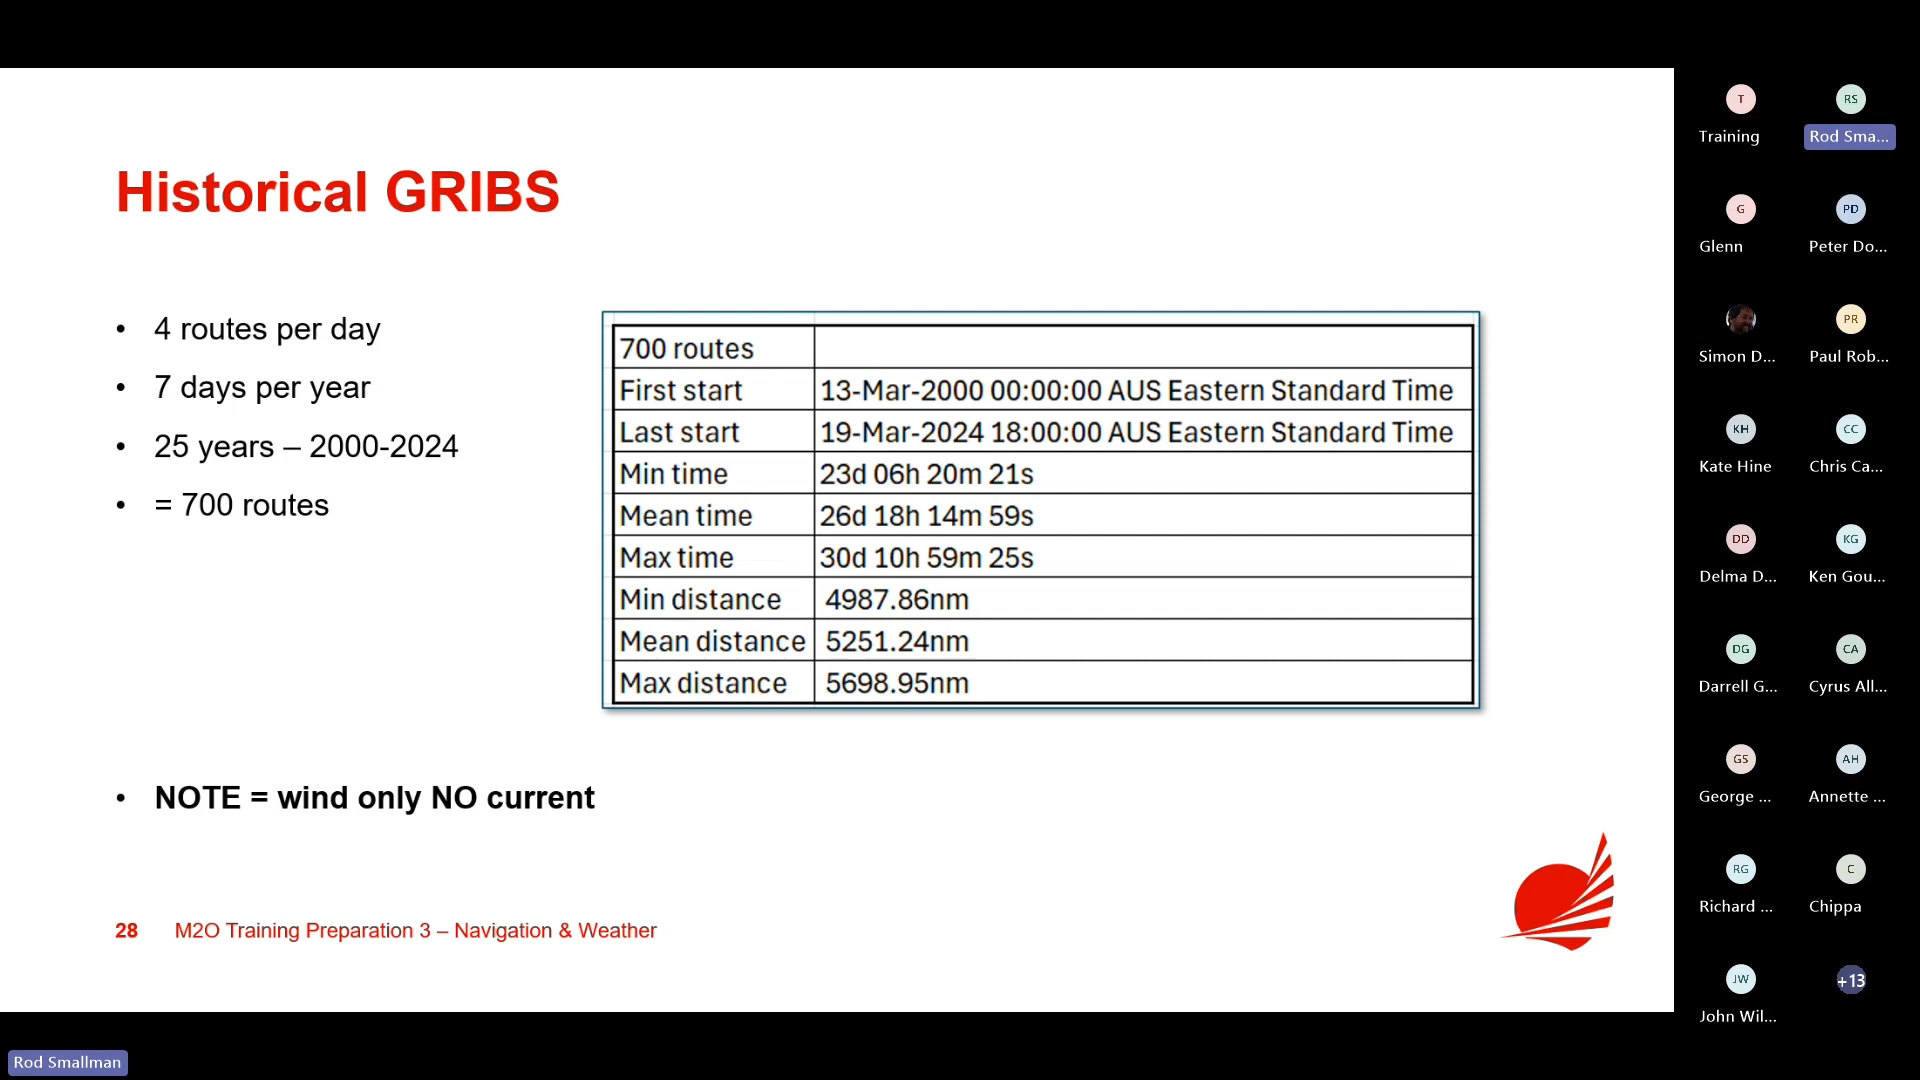 Historical GRIBS
• 4 routes per day
• 7 days per year
• 25 years – 2000-2024
• = 700 routes
700 routes
First start 13-Mar-2000 00:00:00 AUS Eastern Standard Time
Last start 19-Mar-2024 18:00:00 AUS Eastern Standard Time
Min time 23d 06h 20m 21s
Mean time 26d 18h 14m 59s
Max time 30d 10h 59m 25s
Min distance 4987.86nm
Mean distance 5251.24nm
Max distance 5698.95nm
• NOTE = wind only NO current
28 M2O Training Preparation 3 – Navigation & Weather
T RS
Training Rod Sma...
G PD
Glenn Peter Do...
PR
Simon D... Paul Rob...
KH CC
Kate Hine Chris Ca...
DD KG
Delma D... Ken Gou...
DG CA
Darrell G... Cyrus All...
GS AH
George ... Annette ...
RG C
Richard ... Chippa
JW +13
John Wil...
Rod Smallman